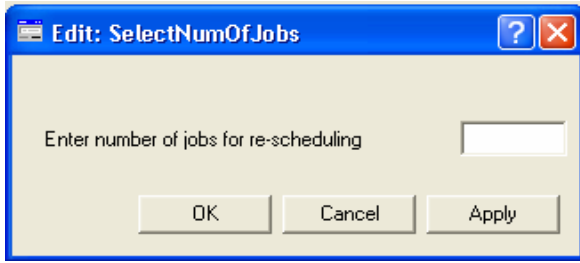 Edit: SelectNumOfJobs ?
Enter number of jobs for re-scheduling
OK Cancel Apply